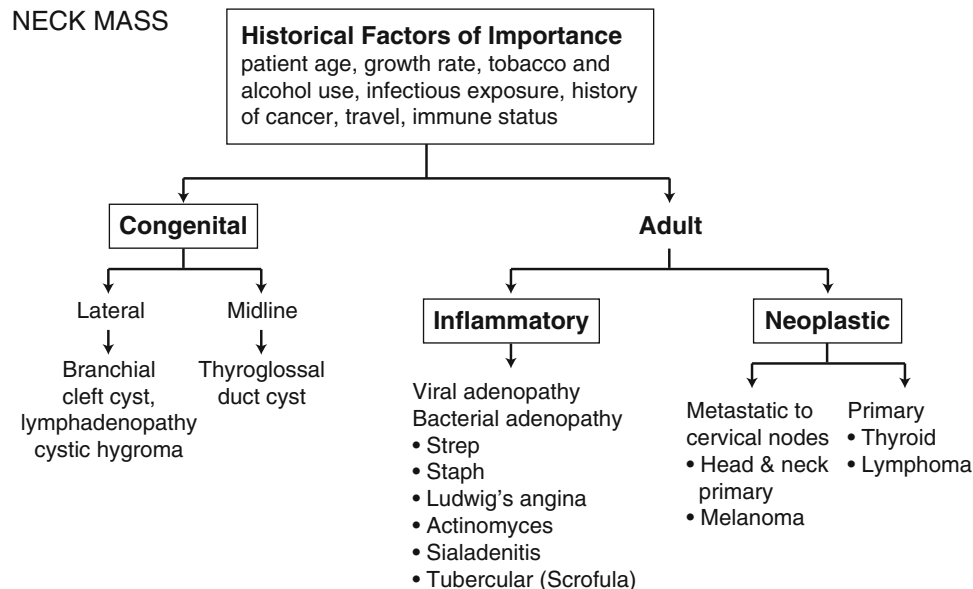 NECK MASS
Historical Factors of Importance
patient age, growth rate, tobacco and
alcohol use, infectious exposure, history
of cancer, travel, immune status
Congenital
Adult
Lateral
Midline
Branchial
cleft cyst,
lymphadenopathy
cystic hygroma
Thyroglossal
duct cyst
Inflammatory
Neoplastic
Viral adenopathy
Bacterial adenopathy
• Strep
• Staph
• Ludwig's angina
• Actinomyces
• Sialadenitis
• Tubercular (Scrofula)
Metastatic to
cervical nodes
• Head & neck
primary
• Melanoma
Primary
• Thyroid
• Lymphoma